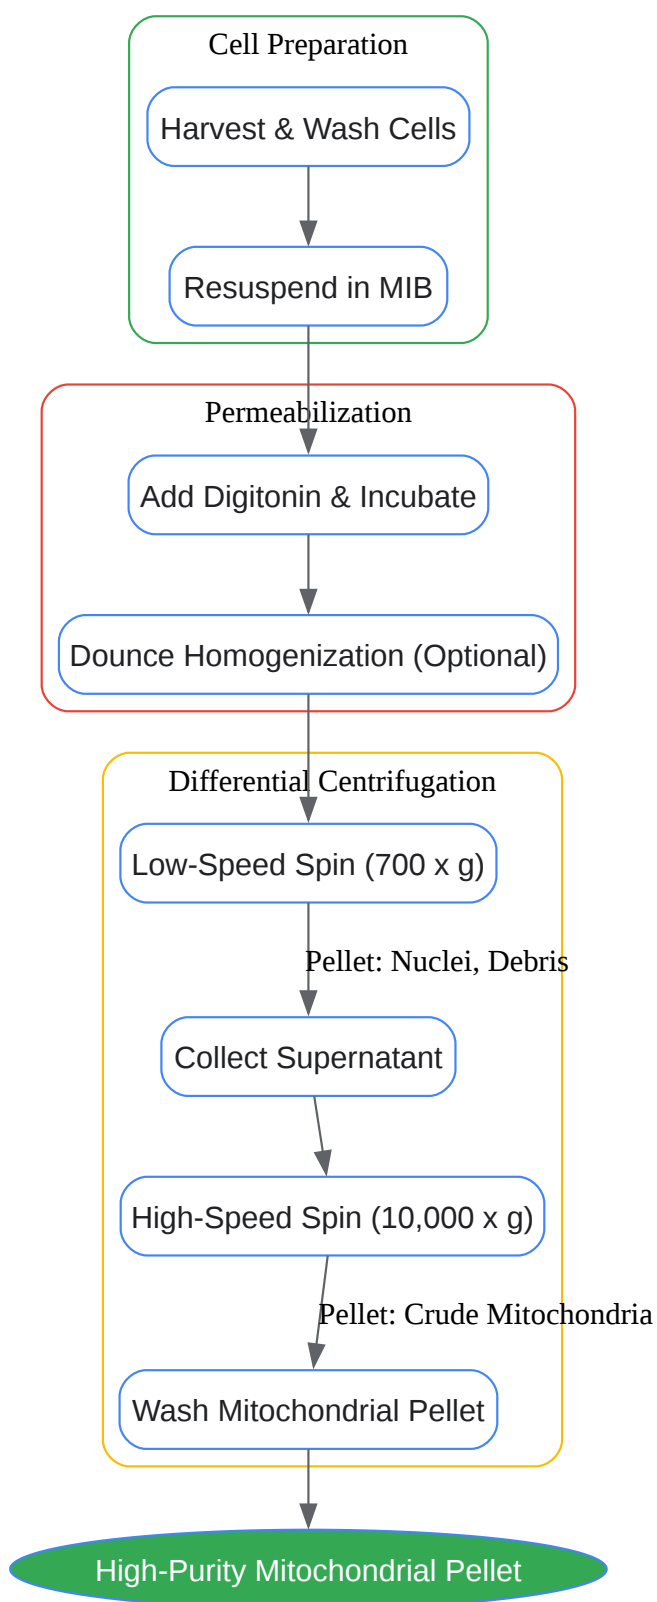 Cell Preparation
Harvest & Wash Cells
Resuspend in MIB
Permeabilization
Add Digitonin & Incubate
Dounce Homogenization (Optional)
Differential Centrifugation
Low-Speed Spin (700 x g)
Pellet: Nuclei, Debris
Collect Supernatant
High-Speed Spin (10,000 x g)
Pellet: Crude Mitochondria
Wash Mitochondrial Pellet
High-Purity Mitochondrial Pellet